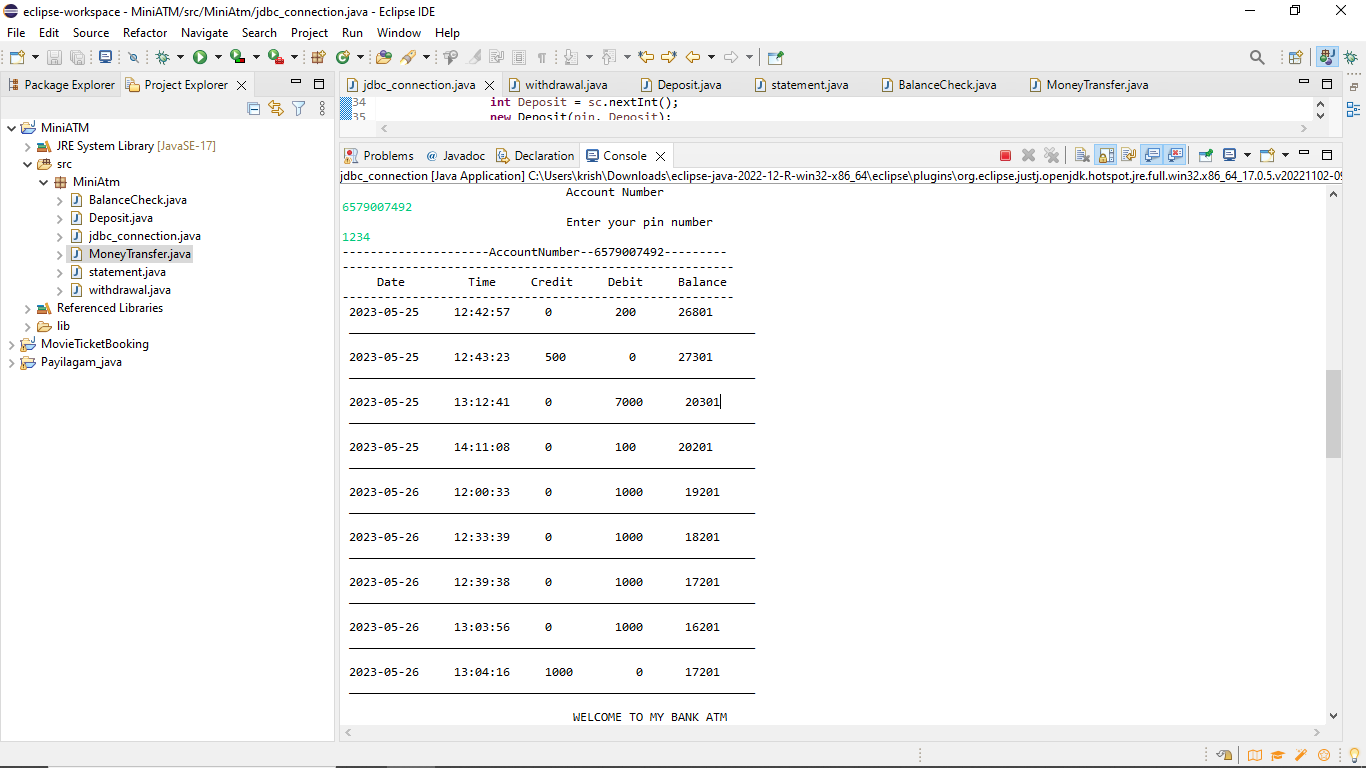 eclipse-workspace - MiniATM/src/MiniAtm/jdbc_connection.java - Eclipse IDE
File Edit Source Refactor Navigate Search Project Run Window Help
Package Explorer Project Explorer
MiniATM
JRE System Library [JavaSE-17]
src
MiniAtm
BalanceCheck.java
Deposit.java
jdbc_connection.java
MoneyTransfer.java
statement.java
withdrawal.java
Referenced Libraries
lib
MovieTicketBooking
Payilagam_java
jdbc_connection.java withdrawal.java Deposit.java statement.java BalanceCheck.java MoneyTransfer.java
34 int Deposit = sc.nextInt();
35 new Deposit(pin, Deposit);
Problems @ Javadoc Declaration Console
jdbc_connection [Java Application] C:\Users\krish\Downloads\eclipse-java-2022-12-R-win32-x86_64\eclipse\plugins\org.eclipse.justj.openjdk.hotspot.jre.full.win32.x86_64_17.0.5.v20221102-09
Account Number
6579007492
Enter your pin number
1234
---------------------AccountNumber--6579007492---------
--------------------------------------------------------
Date Time Credit Debit Balance
--------------------------------------------------------
2023-05-25 12:42:57 0 200 26801
2023-05-25 12:43:23 500 0 27301
2023-05-25 13:12:41 0 7000 20301
2023-05-25 14:11:08 0 100 20201
2023-05-26 12:00:33 0 1000 19201
2023-05-26 12:33:39 0 1000 18201
2023-05-26 12:39:38 0 1000 17201
2023-05-26 13:03:56 0 1000 16201
2023-05-26 13:04:16 1000 0 17201
WELCOME TO MY BANK ATM